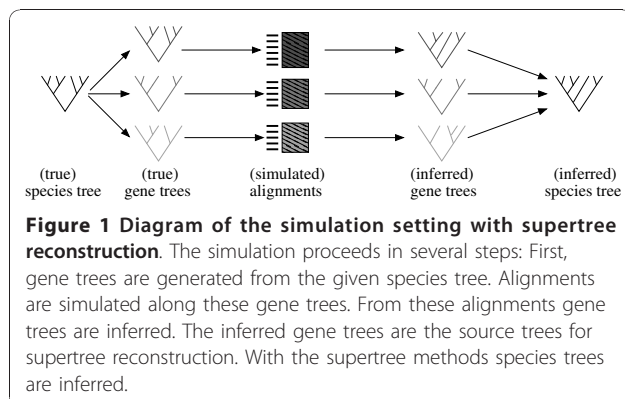 (true)
species tree
(true)
gene trees
(simulated)
alignments
(inferred)
gene trees
(inferred)
species tree
Figure 1 Diagram of the simulation setting with supertree
reconstruction. The simulation proceeds in several steps: First,
gene trees are generated from the given species tree. Alignments
are simulated along these gene trees. From these alignments gene
trees are inferred. The inferred gene trees are the source trees for
supertree reconstruction. With the supertree methods species trees
are inferred.